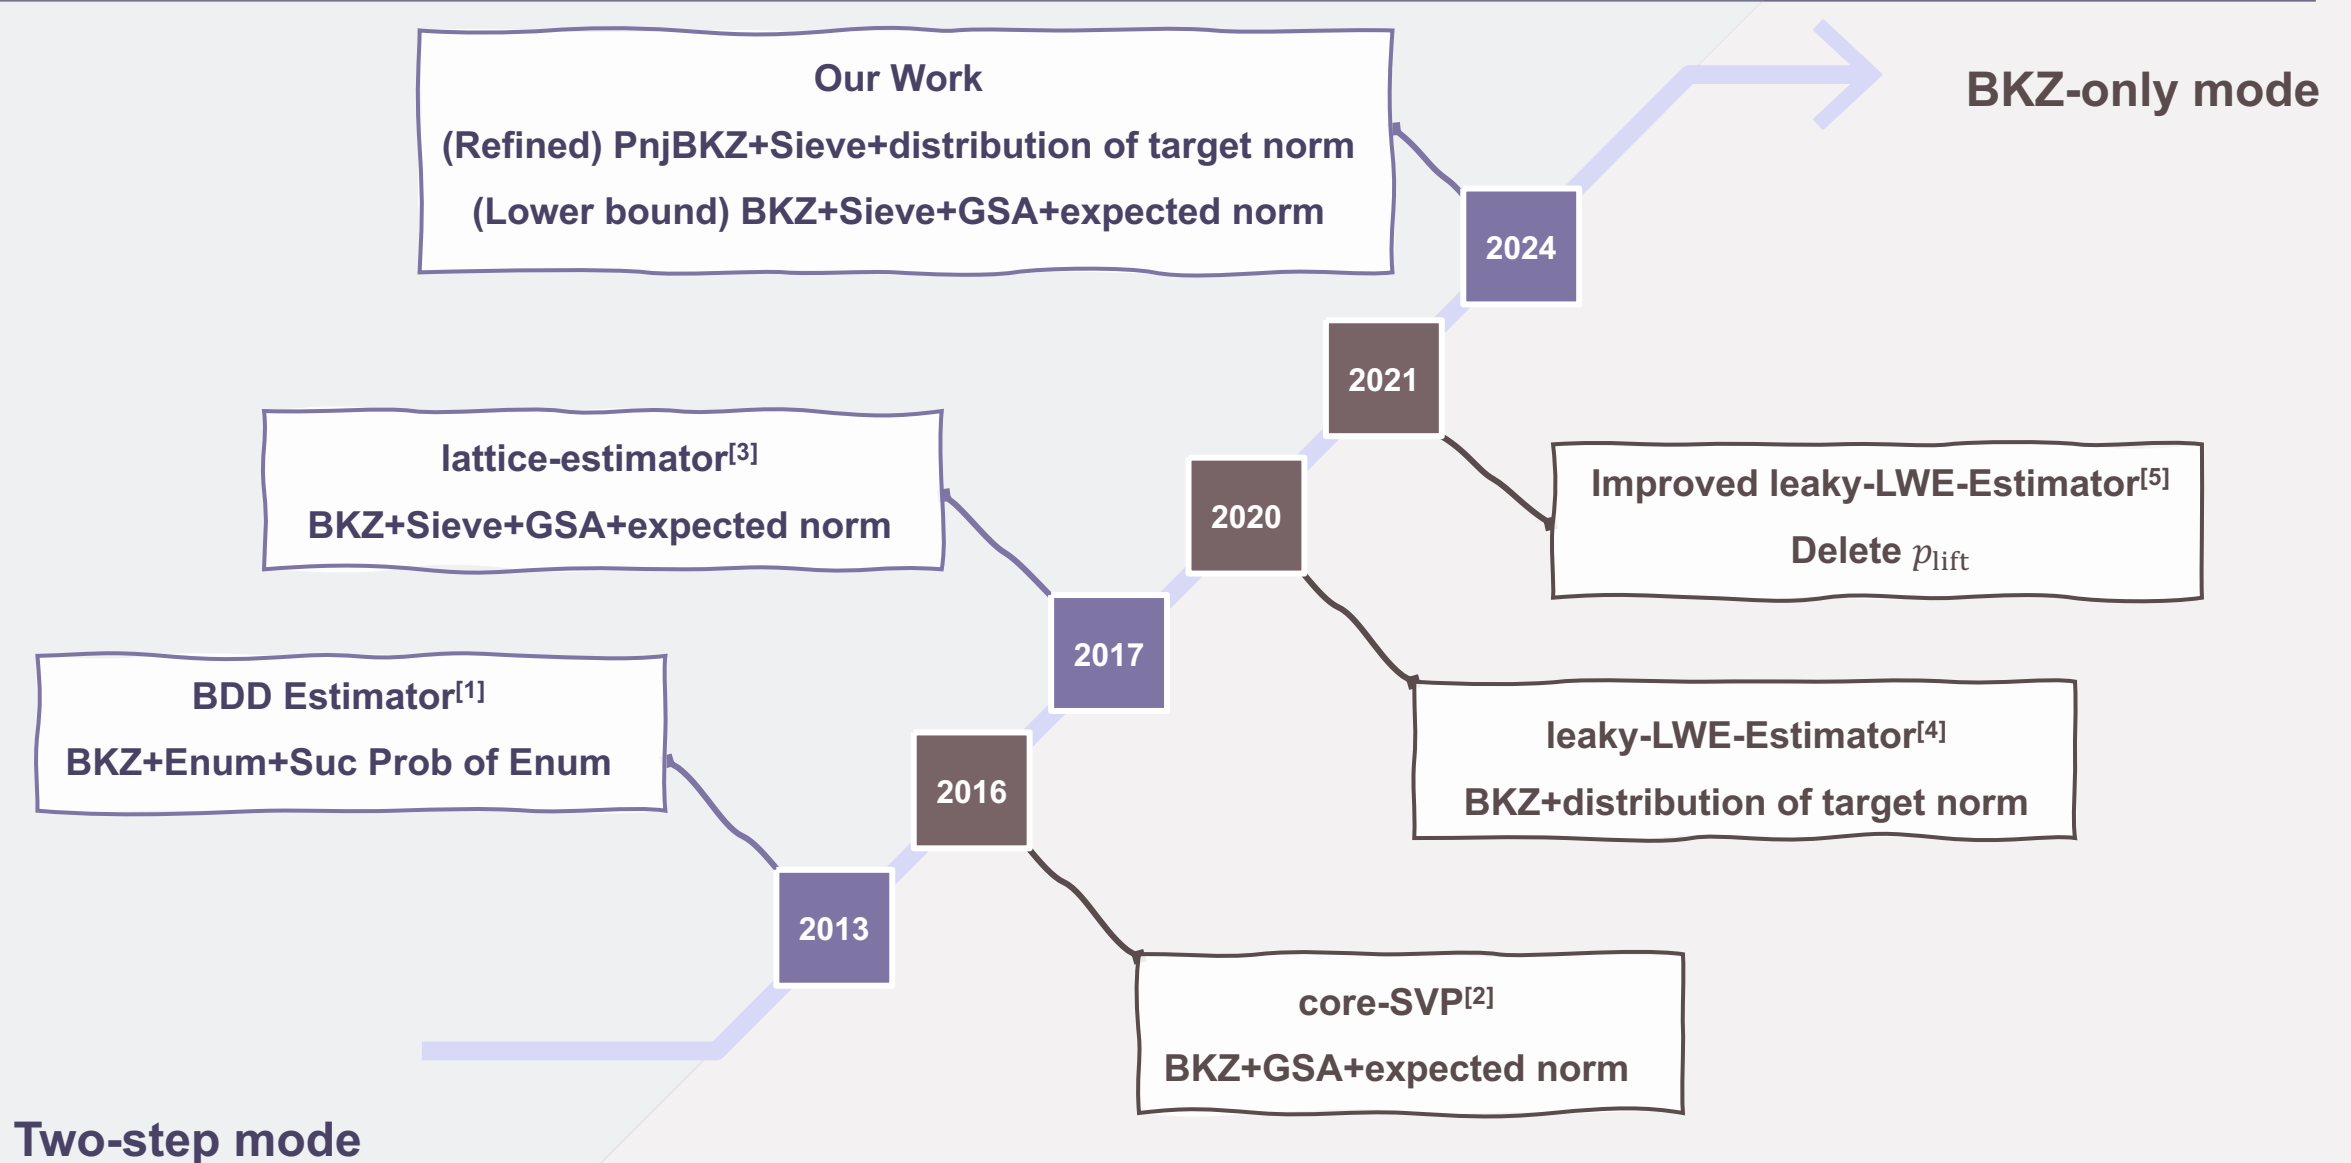 Our Work
(Refined) PnjBKZ+Sieve+distribution of target norm
(Lower bound) BKZ+Sieve+GSA+expected norm
BKZ-only mode
2024
2021
lattice-estimator[3]
BKZ+Sieve+GSA+expected norm
Improved leaky-LWE-Estimator[5]
Delete p_lift
2020
2017
BDD Estimator[1]
BKZ+Enum+Suc Prob of Enum
leaky-LWE-Estimator[4]
BKZ+distribution of target norm
2016
2013
core-SVP[2]
BKZ+GSA+expected norm
Two-step mode